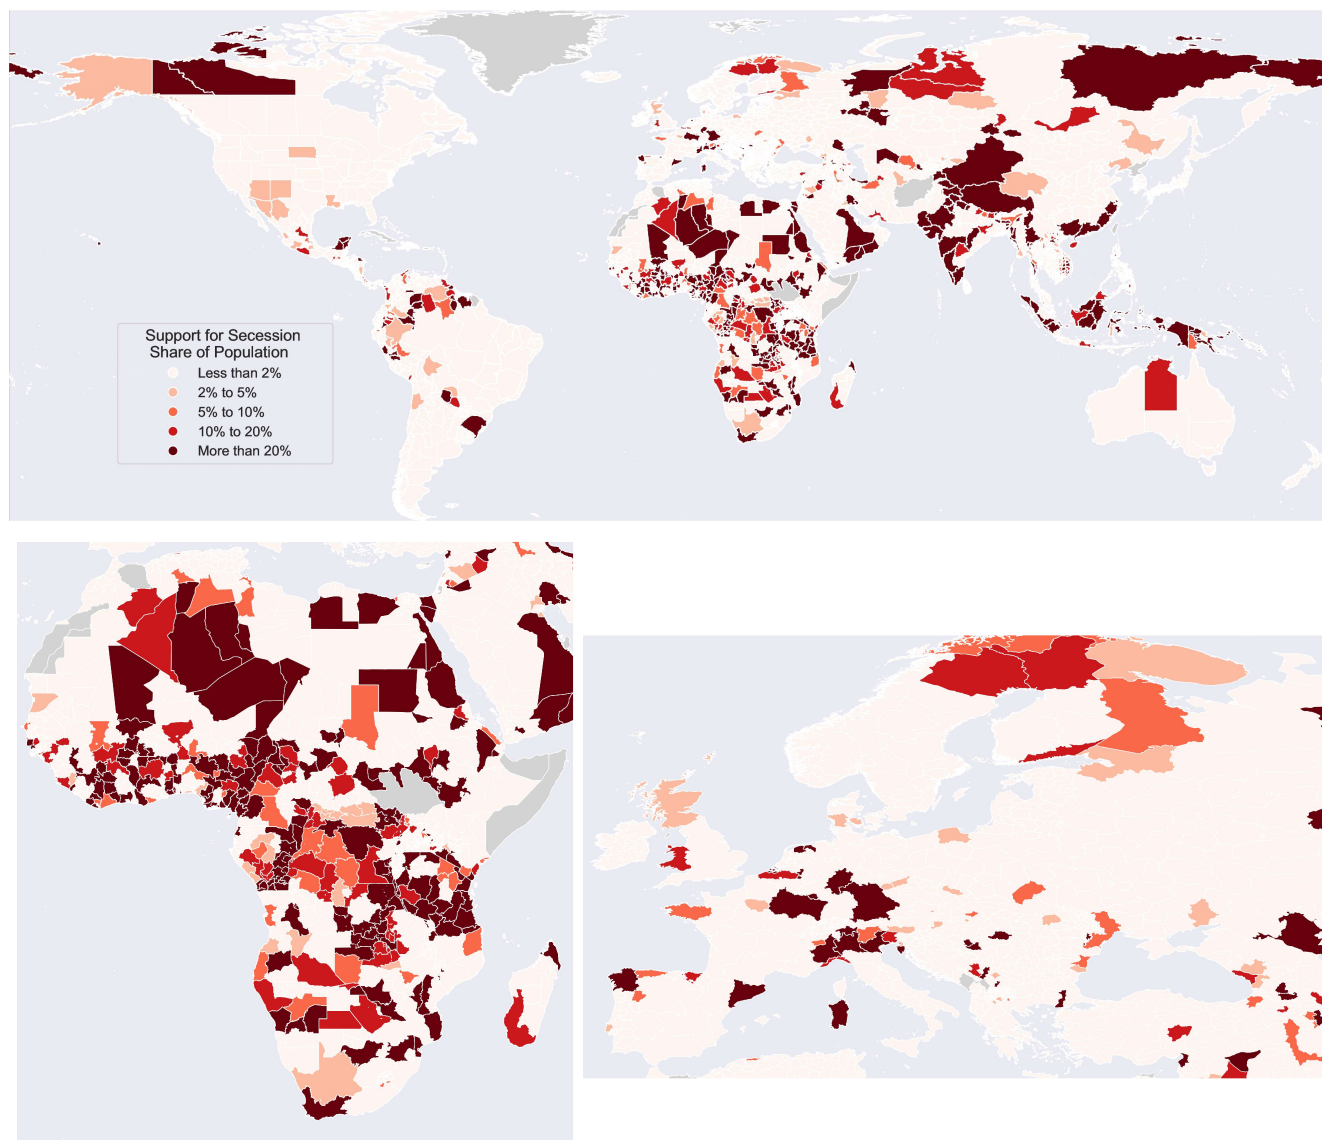 Support for Secession
Share of Population
Less than 2%
2% to 5%
5% to 10%
10% to 20%
More than 20%